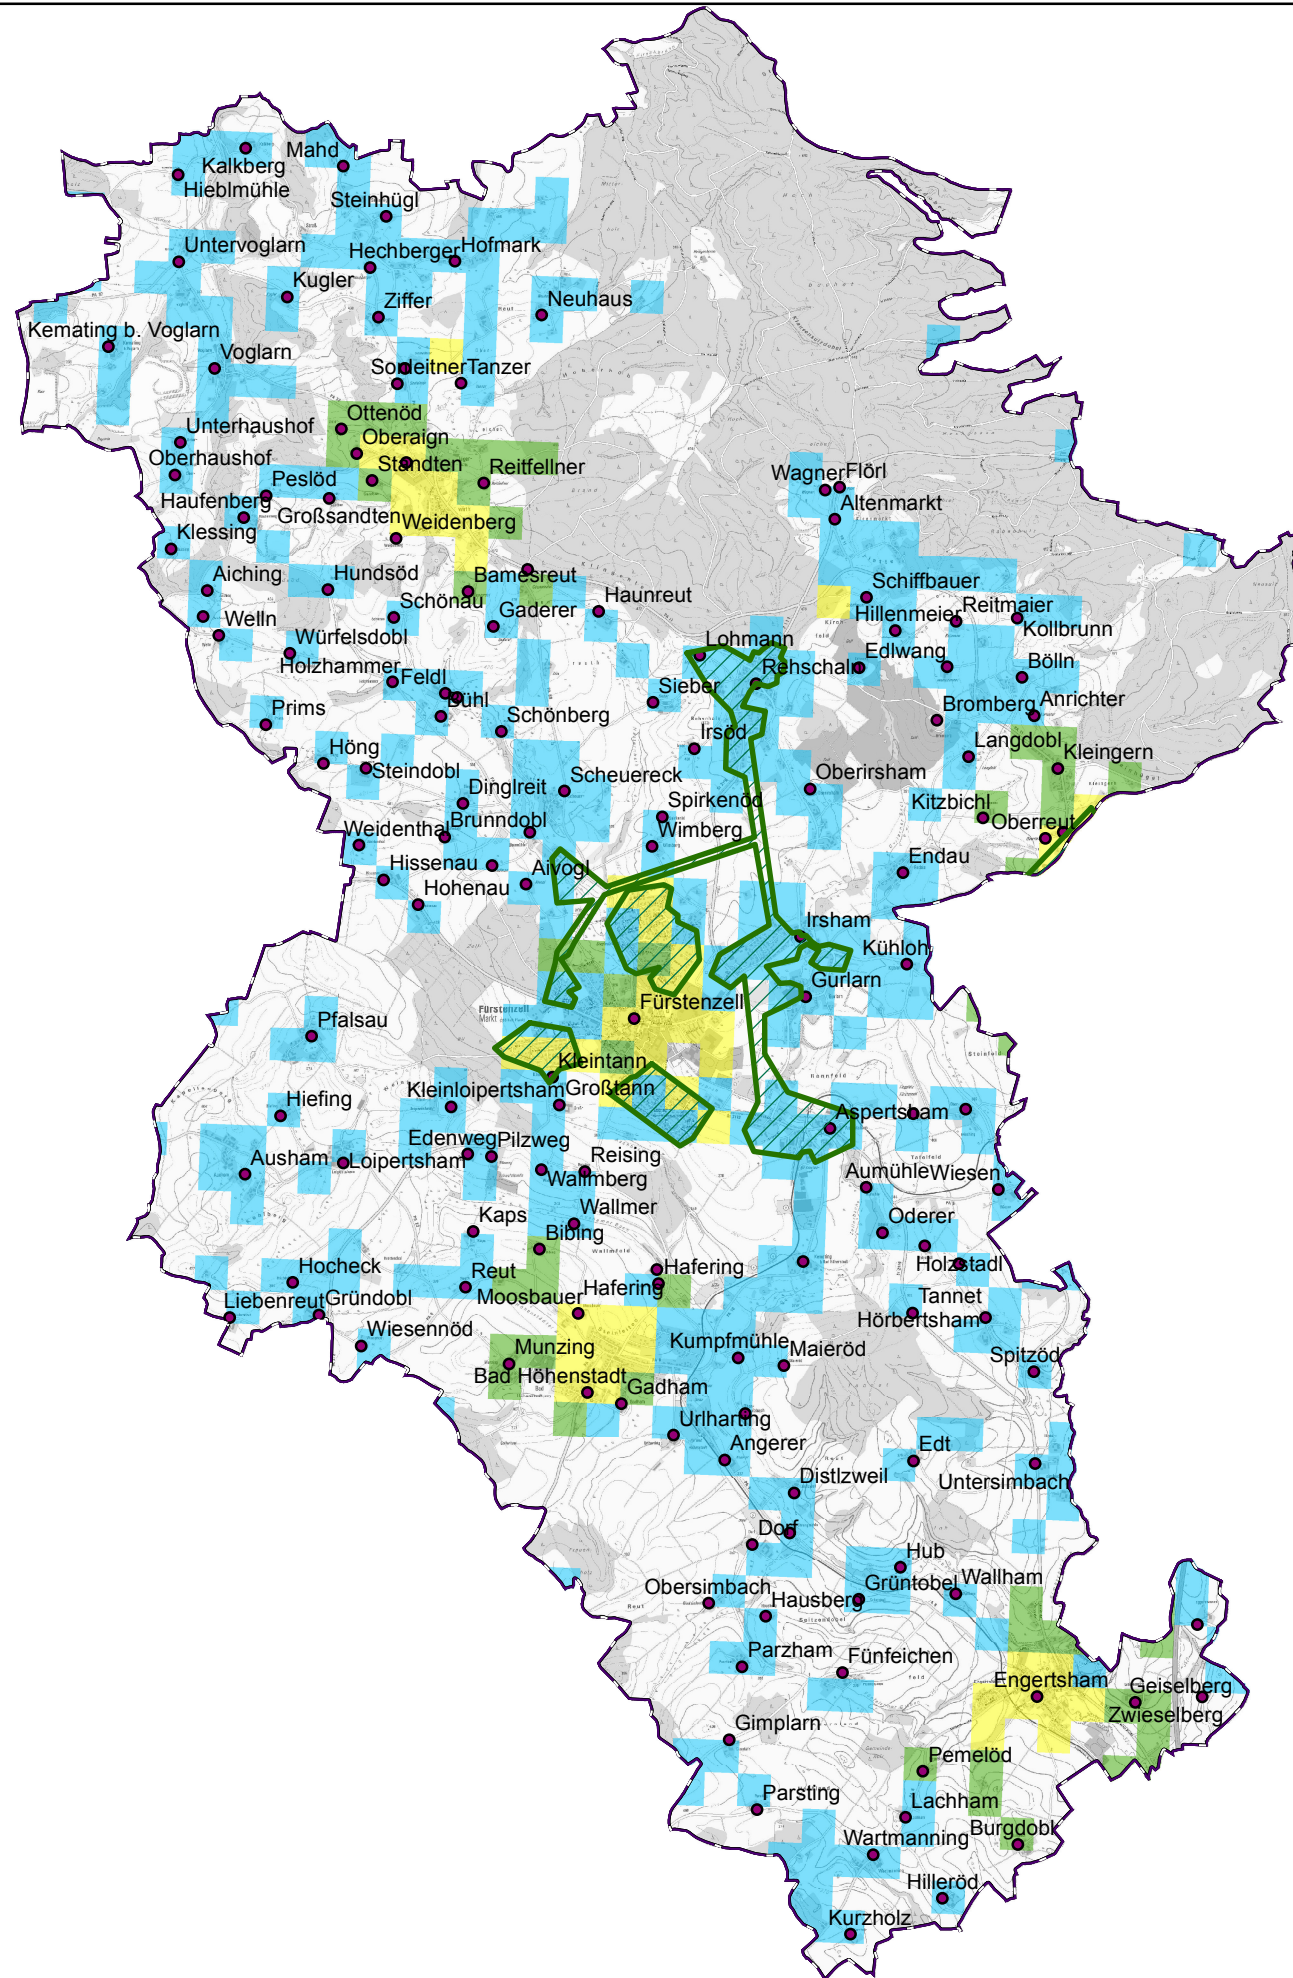 Mahd
Kalkberg
Hieblmühle
Steinhügl
Untervoglarn
Hechberger
Hofmark
Kugler
Ziffer
Neuhaus
Kemating b. Voglarn
Voglarn
Tanzer
Ottenöd
Unterhaushof
Oberaign
Oberhaushof
Standten
Reitfellner
Wagner
Flörl
Peslöd
Haufenberg
Großsandten
Altenmarkt
Weidenberg
Klessing
Aiching
Hundsöd
Bamesreut
Schiffbauer
Schönau
Haunreut
Gaderer
Hillenmeier
Reitmaier
Kollbrunn
Welln
Würfelsdobl
Lohmann
Edlwang
Holzhammer
Rehschaln
Bölln
Feldl
Sieber
Bühl
Anrichter
Prims
Schönberg
Bromberg
Irsöd
Langdobl
Höng
Kleingern
Steindobl
Scheuereck
Oberirsham
Dinglreit
Spirkenöd
Kitzbichl
Brunndobl
Weidenthal
Wimberg
Oberreut
Hissenau
Aivogl
Endau
Hohenau
Irsham
Kühloh
Gurlarn
Fürstenzell
Markt
Fürstenzell
Pfalsau
Kleintann
Kleinloipertsham
Großtann
Hiefing
Aspertsham
Edenweg
Pilzweg
Reising
Ausham
Loipertsham
Wallmberg
Aumühle
Wiesen
Kaps
Wallmer
Oderer
Bibing
Hafering
Holzstadl
Hocheck
Reut
Hafering
Liebenreut
Gründobl
Moosbauer
Tannet
Hörbertsham
Wiesennöd
Munzing
Kumpfmühle
Maieröd
Spitzöd
Bad Höhenstadt
Gadham
Urlharting
Angerer
Edt
Distlzweil
Untersimbach
Dorf
Hub
Obersimbach
Hausberg
Grüntobel
Wallham
Parzham
Fünfeichen
Engertsham
Geiselberg
Zwieselberg
Gimplarn
Pemelöd
Parsting
Lachham
Wartmanning
Burgdobl
Hilleröd
Kurzholz